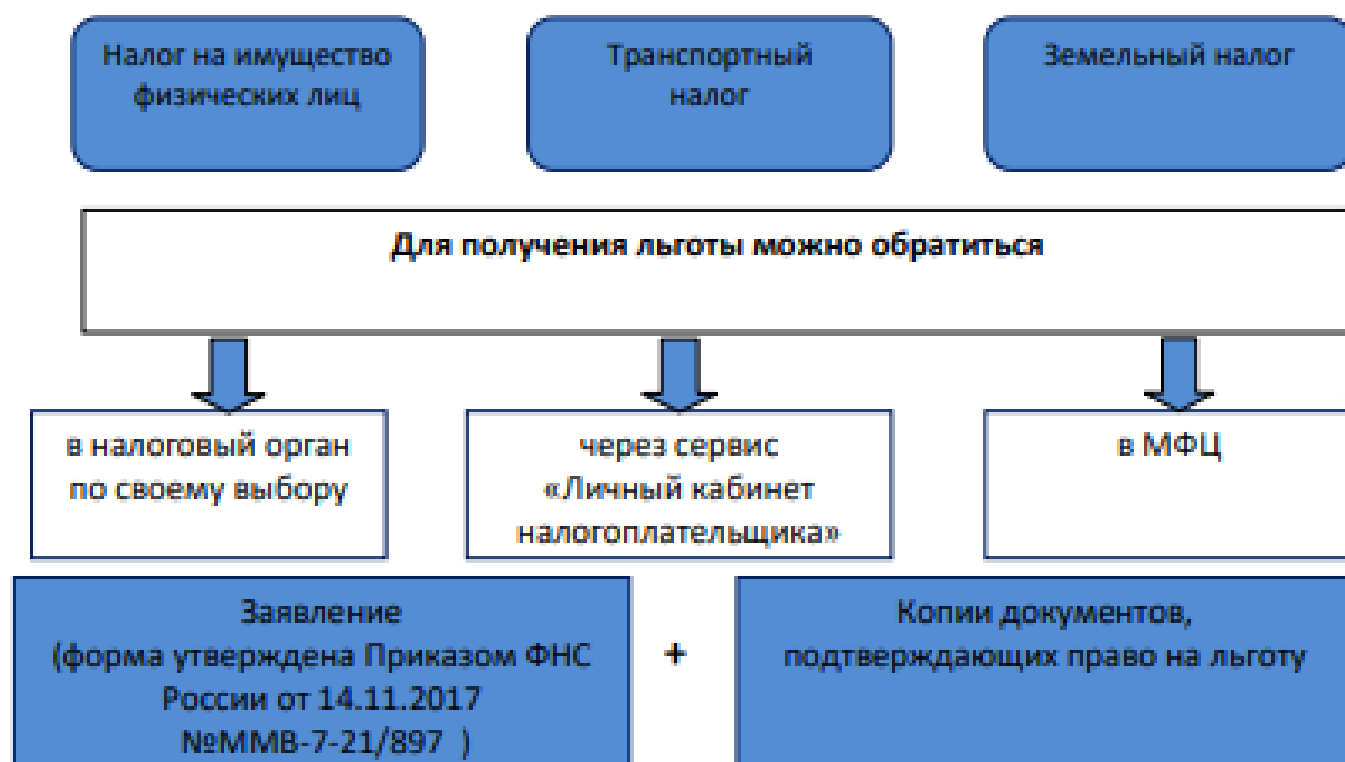 Налог на имущество
физических лиц
Транспортный
налог
Земельный налог
Для получения льготы можно обратиться
в налоговый орган
по своему выбору
через сервис
«Личный кабинет
налогоплательщика»
в МФЦ
Заявление
(форма утверждена Приказом ФНС
России от 14.11.2017
№ММВ-7-21/897 )
+
Копии документов,
подтверждающих право на льготу